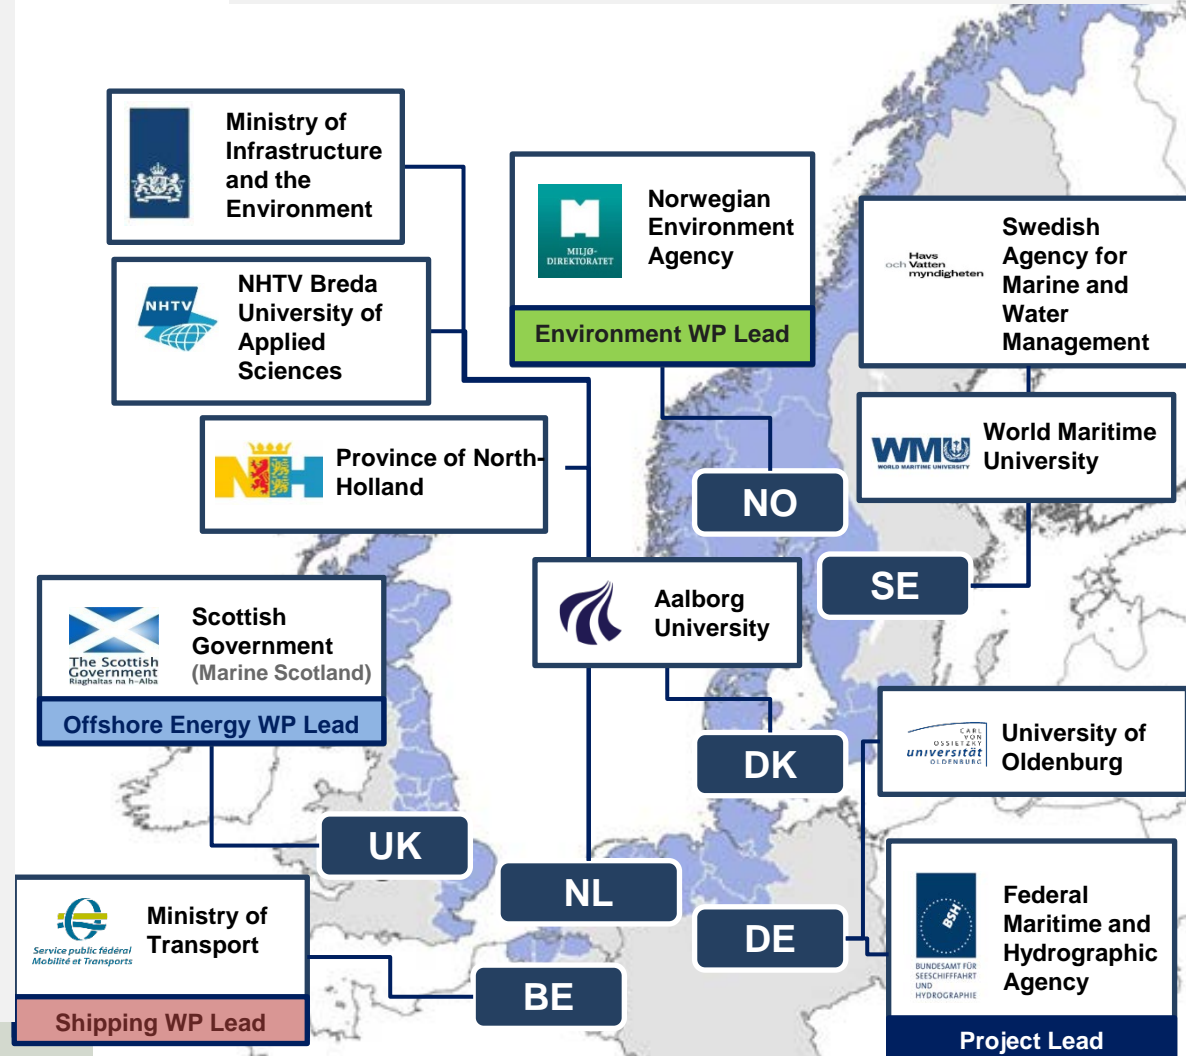 Ministry of
Infrastructure
and the
Environment
MILJØ-
DIREKTORATET
Norwegian
Environment
Agency
Environment WP Lead
Havs
och Vatten
myndigheten
Swedish
Agency for
Marine and
Water
Management
NHTV
NHTV Breda
University of
Applied
Sciences
WMU
WORLD MARITIME UNIVERSITY
World Maritime
University
NH
Province of North-
Holland
NO
SE
The Scottish
Government
Riaghaltas na h-Alba
Scottish
Government
(Marine Scotland)
Offshore Energy WP Lead
Aalborg
University
DK
CARL
VON
OSSIETZKY
universität
OLDENBURG
University of
Oldenburg
UK
NL
DE
BSH
BUNDESAMT FÜR
SEESCHIFFFAHRT
UND
HYDROGRAPHIE
Federal
Maritime and
Hydrographic
Agency
Project Lead
Service public fédéral
Mobilité et Transports
Ministry of
Transport
Shipping WP Lead
BE